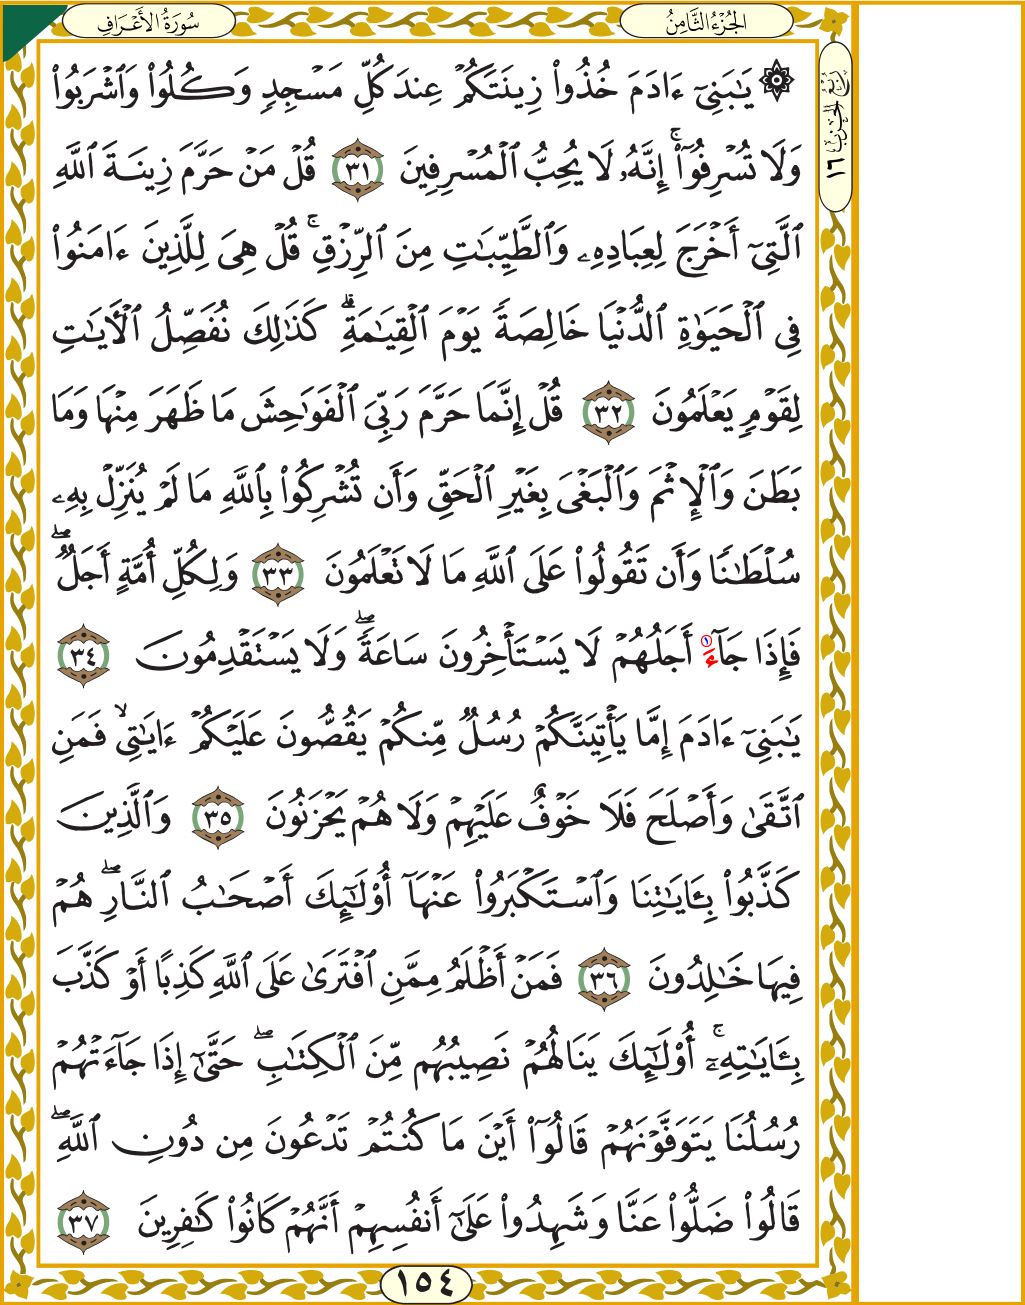 سُورَةُ الأَعْرَافِ
الجُزْءُ الثَّامِنُ
رُبْعُ الحِزْبِ ١٦
۞ يَٰبَنِىٓ ءَادَمَ خُذُوا۟ زِينَتَكُمْ عِندَ كُلِّ مَسْجِدٍ وَكُلُوا۟ وَٱشْرَبُوا۟
وَلَا تُسْرِفُوٓا۟ ۚ إِنَّهُۥ لَا يُحِبُّ ٱلْمُسْرِفِينَ ٣١ قُلْ مَنْ حَرَّمَ زِينَةَ ٱللَّهِ
ٱلَّتِىٓ أَخْرَجَ لِعِبَادِهِۦ وَٱلطَّيِّبَٰتِ مِنَ ٱلرِّزْقِ ۚ قُلْ هِىَ لِلَّذِينَ ءَامَنُوا۟
فِى ٱلْحَيَوٰةِ ٱلدُّنْيَا خَالِصَةً يَوْمَ ٱلْقِيَٰمَةِ ۗ كَذَٰلِكَ نُفَصِّلُ ٱلْءَايَٰتِ
لِقَوْمٍ يَعْلَمُونَ ٣٢ قُلْ إِنَّمَا حَرَّمَ رَبِّىَ ٱلْفَوَٰحِشَ مَا ظَهَرَ مِنْهَا وَمَا
بَطَنَ وَٱلْإِثْمَ وَٱلْبَغْىَ بِغَيْرِ ٱلْحَقِّ وَأَن تُشْرِكُوا۟ بِٱللَّهِ مَا لَمْ يُنَزِّلْ بِهِۦ
سُلْطَٰنًا وَأَن تَقُولُوا۟ عَلَى ٱللَّهِ مَا لَا تَعْلَمُونَ ٣٣ وَلِكُلِّ أُمَّةٍ أَجَلٌ ۖ
فَإِذَا جَآءَ ١ أَجَلُهُمْ لَا يَسْتَأْخِرُونَ سَاعَةً ۖ وَلَا يَسْتَقْدِمُونَ ٣٤
يَٰبَنِىٓ ءَادَمَ إِمَّا يَأْتِيَنَّكُمْ رُسُلٌ مِّنكُمْ يَقُصُّونَ عَلَيْكُمْ ءَايَٰتِى ۙ فَمَنِ
ٱتَّقَىٰ وَأَصْلَحَ فَلَا خَوْفٌ عَلَيْهِمْ وَلَا هُمْ يَحْزَنُونَ ٣٥ وَٱلَّذِينَ
كَذَّبُوا۟ بِـَٔايَٰتِنَا وَٱسْتَكْبَرُوا۟ عَنْهَآ أُو۟لَٰٓئِكَ أَصْحَٰبُ ٱلنَّارِ ۖ هُمْ
فِيهَا خَٰلِدُونَ ٣٦ فَمَنْ أَظْلَمُ مِمَّنِ ٱفْتَرَىٰ عَلَى ٱللَّهِ كَذِبًا أَوْ كَذَّبَ
بِـَٔايَٰتِهِۦٓ ۚ أُو۟لَٰٓئِكَ يَنَالُهُمْ نَصِيبُهُم مِّنَ ٱلْكِتَٰبِ ۖ حَتَّىٰٓ إِذَا جَآءَتْهُمْ
رُسُلُنَا يَتَوَفَّوْنَهُمْ قَالُوٓا۟ أَيْنَ مَا كُنتُمْ تَدْعُونَ مِن دُونِ ٱللَّهِ ۖ
قَالُوا۟ ضَلُّوا۟ عَنَّا وَشَهِدُوا۟ عَلَىٰٓ أَنفُسِهِمْ أَنَّهُمْ كَانُوا۟ كَٰفِرِينَ ٣٧
١٥٤